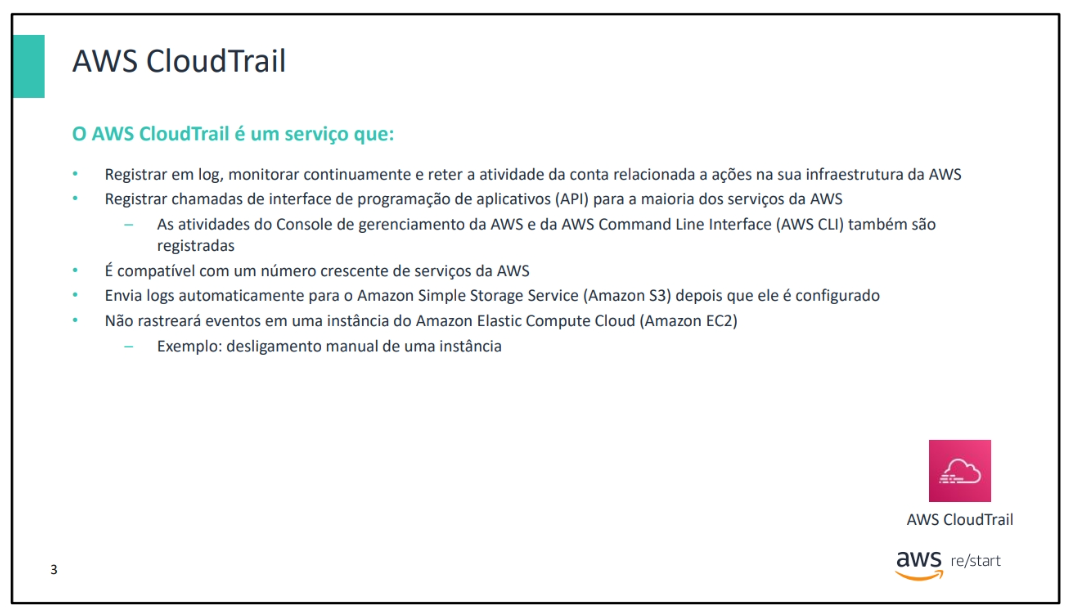 AWS CloudTrail
O AWS CloudTrail é um serviço que:
• Registrar em log, monitorar continuamente e reter a atividade da conta relacionada a ações na sua infraestrutura da AWS
• Registrar chamadas de interface de programação de aplicativos (API) para a maioria dos serviços da AWS
– As atividades do Console de gerenciamento da AWS e da AWS Command Line Interface (AWS CLI) também são
registradas
• É compatível com um número crescente de serviços da AWS
• Envia logs automaticamente para o Amazon Simple Storage Service (Amazon S3) depois que ele é configurado
• Não rastreará eventos em uma instância do Amazon Elastic Compute Cloud (Amazon EC2)
– Exemplo: desligamento manual de uma instância
AWS CloudTrail
aws re/start
3